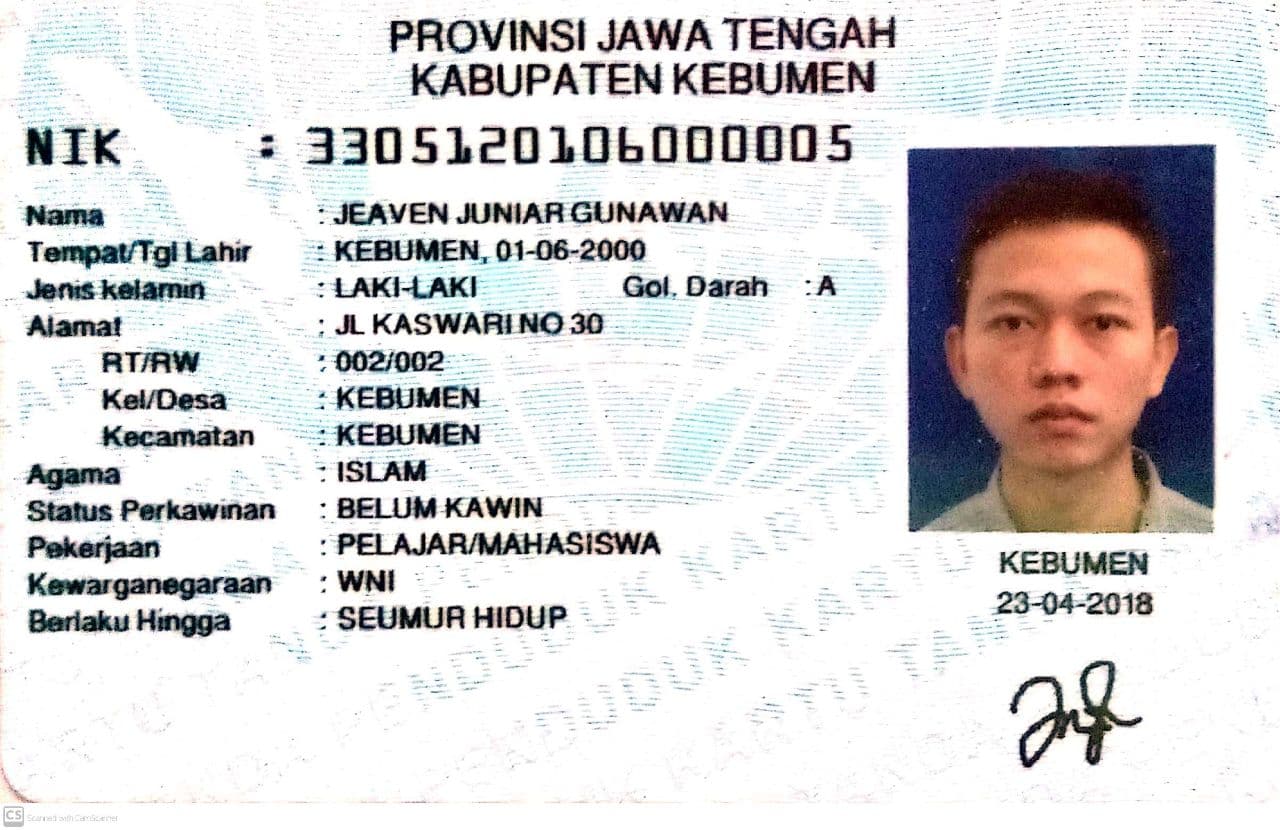 PROVINSI JAWA TENGAH
KABUPATEN KEBUMEN
NIK : 3305120106000005
Nama : JEAVEN JUNIAR GUNAWAN
Tempat/Tgl Lahir : KEBUMEN, 01-06-2000
Jenis kelamin : LAKI-LAKI Gol. Darah : A
Alamat : JL KASWARI NO 30
RT/RW : 002/002
Kel/Desa : KEBUMEN
Kecamatan : KEBUMEN
Agama : ISLAM
Status Perkawinan : BELUM KAWIN
Pekerjaan : PELAJAR/MAHASISWA
Kewarganegaraan : WNI
Berlaku Hingga : SEUMUR HIDUP
KEBUMEN
23-04-2018
CS Scanned with CamScanner